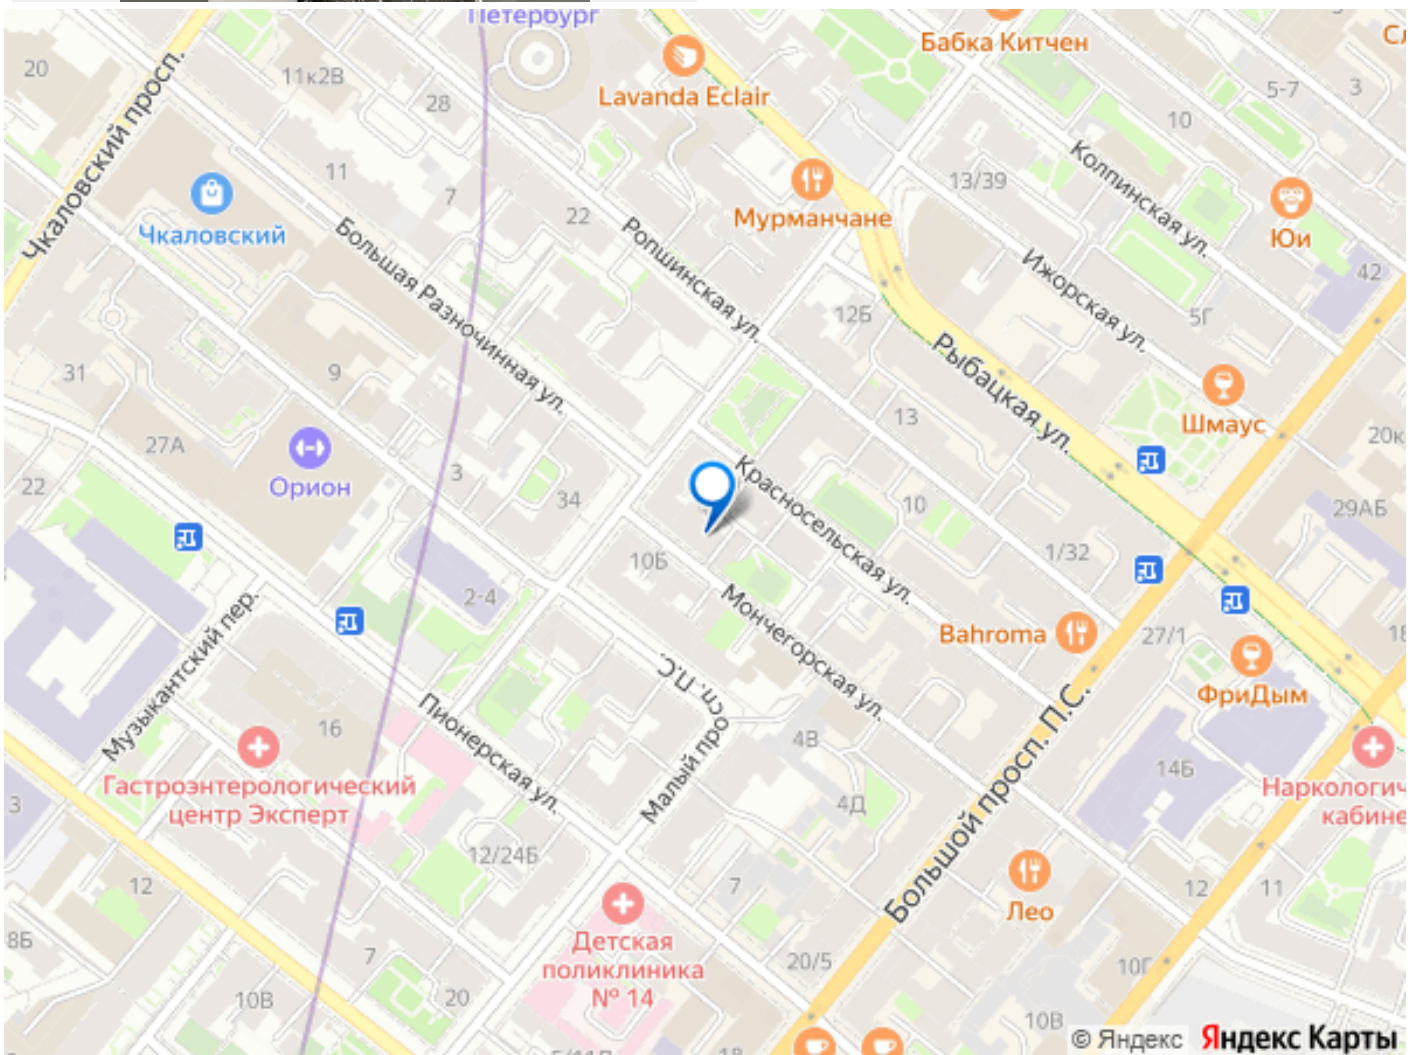 Петербург
Бабка Китчен
20
11к2В
28
Lavanda Eclair
5-7
3
10
Чкаловский просп.
11
7
13/39
Колпинская ул.
Мурманчане
22
Чкаловский
Юи
Большая Разночинная ул.
Ропшинская ул.
Ижорская ул.
42
12Б
5Г
31
9
Рыбацкая ул.
Шмаус
13
27А
20к
22
Орион
3
34
Красносельская ул.
10
29АБ
10Б
1/32
2-4
Музыкантский пер.
Мончегорская ул.
Bahroma
27/1
18
Малый просп. П.С.
ФриДым
16
Пионерская ул.
4В
Большой просп. П.С.
14Б
Гастроэнтерологический
центр Эксперт
Наркологич
кабине
3
4Д
12/24Б
12
7
Лео
12
11
8Б
Детская
поликлиника
№ 14
7
20/5
10Г
10В
20
10В
© Яндекс Яндекс Карты